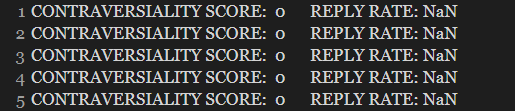 1 CONTRAVERSIALITY SCORE: 0 REPLY RATE: NaN
2 CONTRAVERSIALITY SCORE: 0 REPLY RATE: NaN
3 CONTRAVERSIALITY SCORE: 0 REPLY RATE: NaN
4 CONTRAVERSIALITY SCORE: 0 REPLY RATE: NaN
5 CONTRAVERSIALITY SCORE: 0 REPLY RATE: NaN